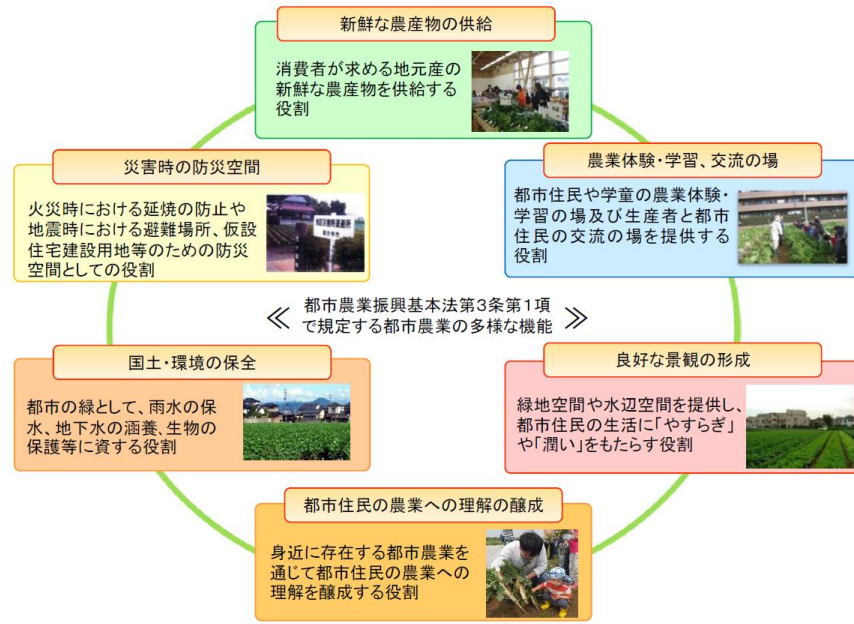 新鮮な農産物の供給
消費者が求める地元産の
新鮮な農産物を供給する
役割
災害時の防災空間
火災時における延焼の防止や
地震時における避難場所、仮設
住宅建設用地等のための防災
空間としての役割
農業体験・学習、交流の場
都市住民や学童の農業体験・
学習の場及び生産者と都市
住民の交流の場を提供する
役割
≪ 都市農業振興基本法第3条第1項
で規定する都市農業の多様な機能 ≫
国土・環境の保全
都市の緑として、雨水の保
水、地下水の涵養、生物の
保護等に資する役割
良好な景観の形成
緑地空間や水辺空間を提供し、
都市住民の生活に「やすらぎ」
や「潤い」をもたらす役割
都市住民の農業への理解の醸成
身近に存在する都市農業を
通じて都市住民の農業への
理解を醸成する役割